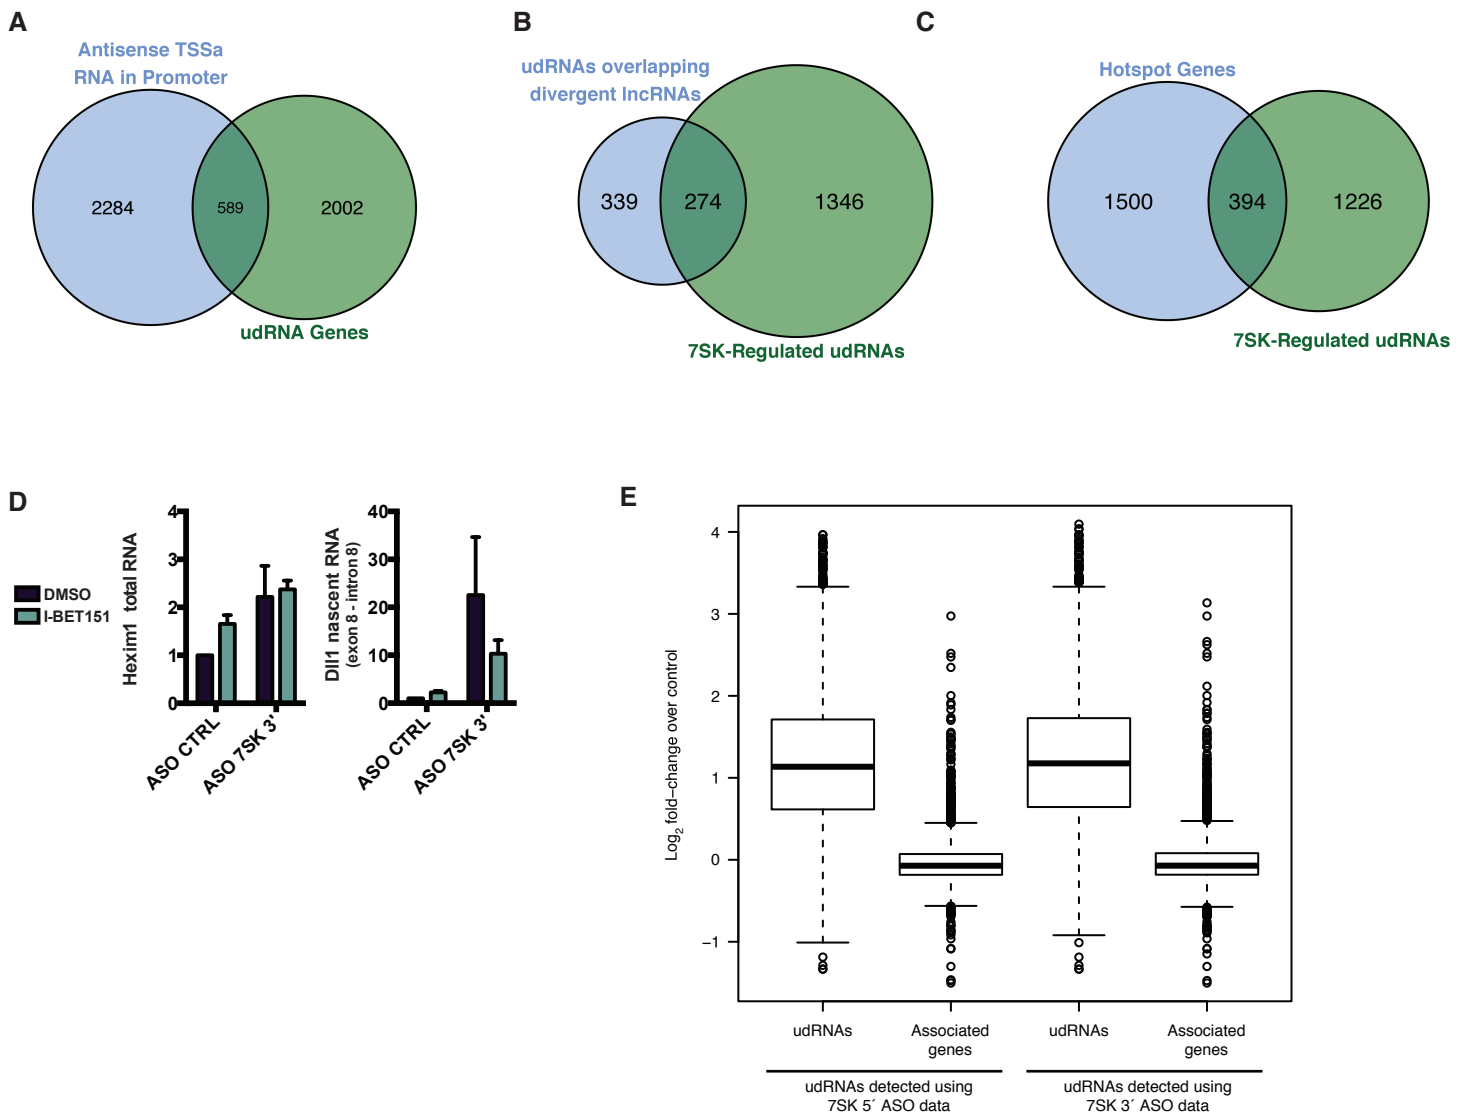 A
Antisense TSSa
RNA in Promoter
2284
589
2002
udRNA Genes
B
udRNAs overlapping
divergent lncRNAs
339
274
1346
7SK-Regulated udRNAs
C
Hotspot Genes
1500
394
1226
7SK-Regulated udRNAs
D
DMSO
I-BET151
Hexim1 total RNA
4
3
2
1
0
ASO CTRL
ASO 7SK 3'
Dll1 nascent RNA
(exon 8 - intron 8)
40
30
20
10
0
ASO CTRL
ASO 7SK 3'
E
Log2 fold−change over control
4
3
2
1
0
−1
udRNAs
Associated
genes
udRNAs
Associated
genes
udRNAs detected using
7SK 5´ ASO data
udRNAs detected using
7SK 3´ ASO data